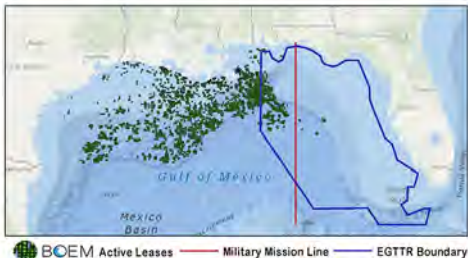 Gulf of Mexico
Mexico
Basin
BOEM Active Leases Military Mission Line EGTTR Boundary